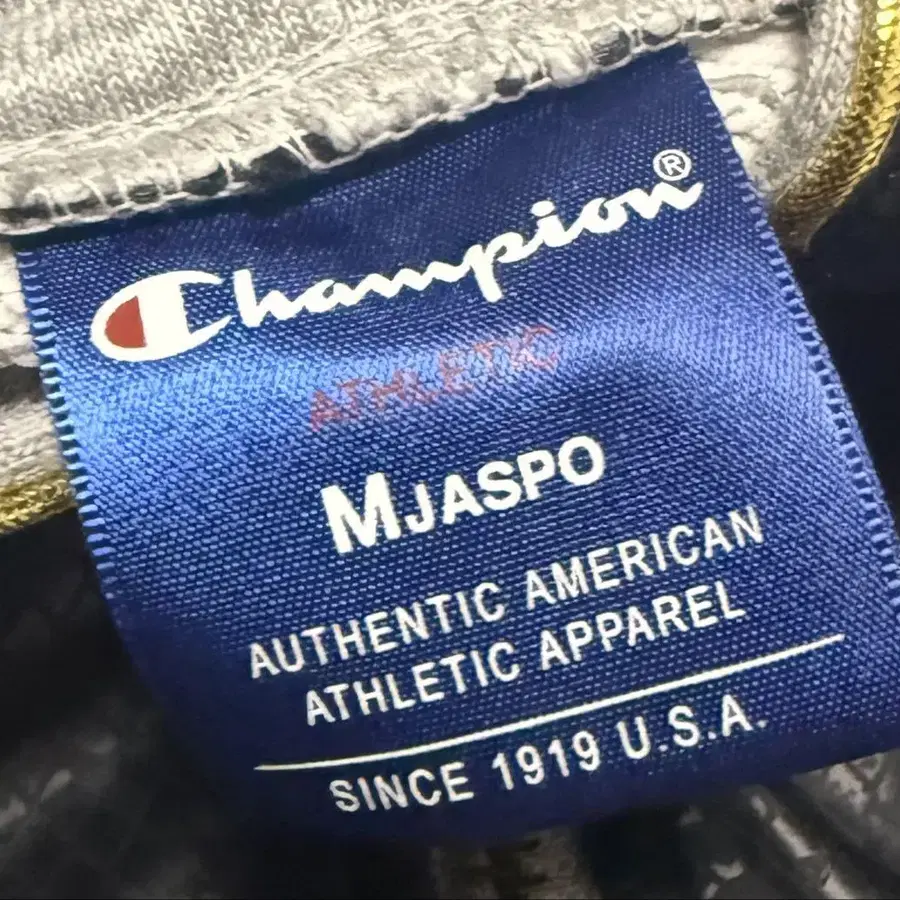 Champion®
ATHLETIC
MJASPO
AUTHENTIC AMERICAN
ATHLETIC APPAREL
SINCE 1919 U.S.A.